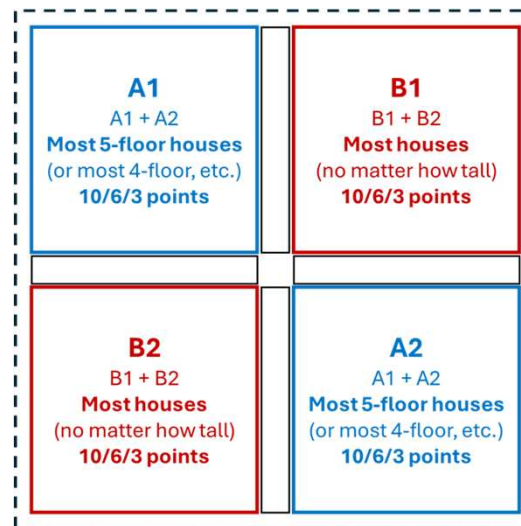 A1
A1 + A2
Most 5-floor houses
(or most 4-floor, etc.)
10/6/3 points
B1
B1 + B2
Most houses
(no matter how tall)
10/6/3 points
B2
B1 + B2
Most houses
(no matter how tall)
10/6/3 points
A2
A1 + A2
Most 5-floor houses
(or most 4-floor, etc.)
10/6/3 points